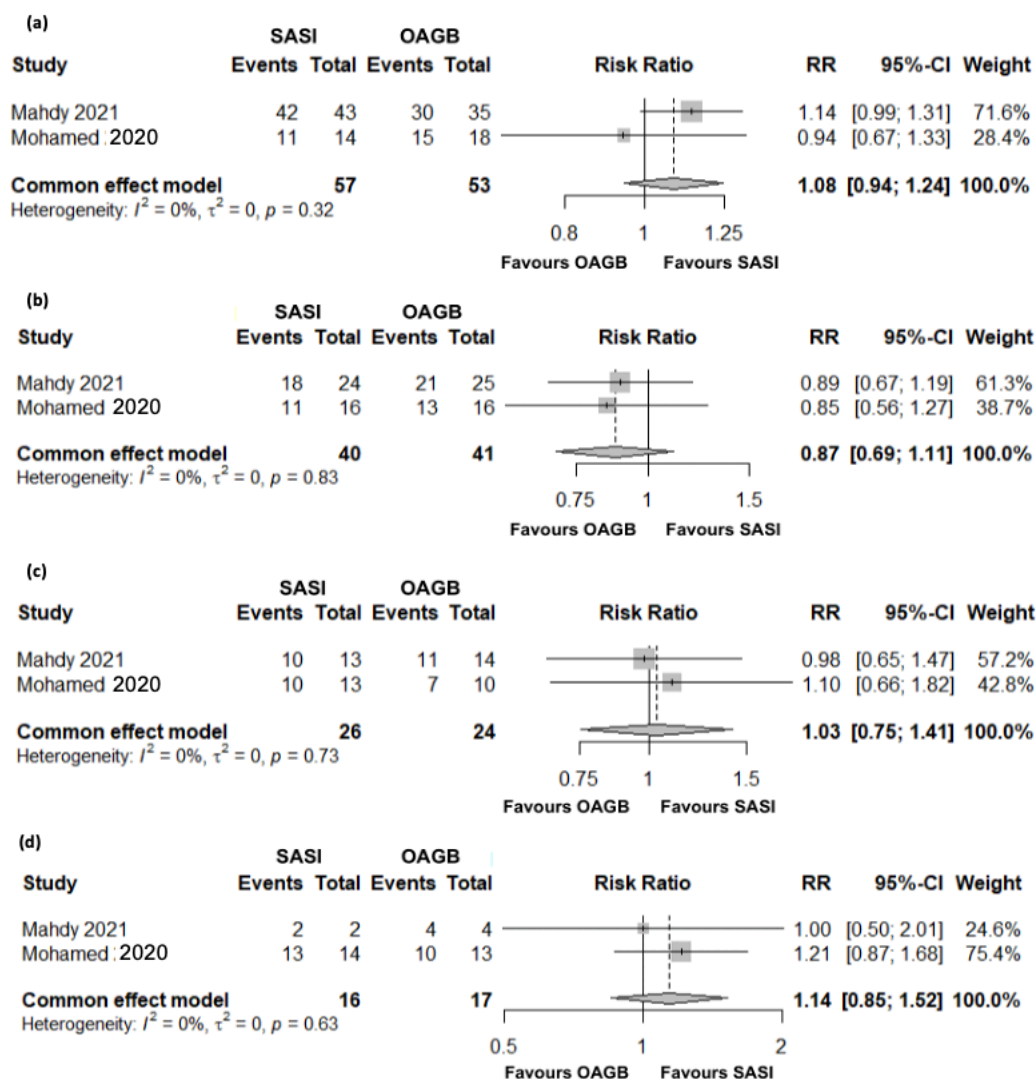 (a)
SASI OAGB
Study Events Total Events Total Risk Ratio RR 95%-CI Weight
Mahdy 2021 42 43 30 35 1.14 [0.99; 1.31] 71.6%
Mohamed 2020 11 14 15 18 0.94 [0.67; 1.33] 28.4%
Common effect model 57 53 1.08 [0.94; 1.24] 100.0%
Heterogeneity: I² = 0%, τ² = 0, p = 0.32
0.8 1 1.25
Favours OAGB Favours SASI
(b)
SASI OAGB
Study Events Total Events Total Risk Ratio RR 95%-CI Weight
Mahdy 2021 18 24 21 25 0.89 [0.67; 1.19] 61.3%
Mohamed 2020 11 16 13 16 0.85 [0.56; 1.27] 38.7%
Common effect model 40 41 0.87 [0.69; 1.11] 100.0%
Heterogeneity: I² = 0%, τ² = 0, p = 0.83
0.75 1 1.5
Favours OAGB Favours SASI
(c)
SASI OAGB
Study Events Total Events Total Risk Ratio RR 95%-CI Weight
Mahdy 2021 10 13 11 14 0.98 [0.65; 1.47] 57.2%
Mohamed 2020 10 13 7 10 1.10 [0.66; 1.82] 42.8%
Common effect model 26 24 1.03 [0.75; 1.41] 100.0%
Heterogeneity: I² = 0%, τ² = 0, p = 0.73
0.75 1 1.5
Favours OAGB Favours SASI
(d)
SASI OAGB
Study Events Total Events Total Risk Ratio RR 95%-CI Weight
Mahdy 2021 2 2 4 4 1.00 [0.50; 2.01] 24.6%
Mohamed 2020 13 14 10 13 1.21 [0.87; 1.68] 75.4%
Common effect model 16 17 1.14 [0.85; 1.52] 100.0%
Heterogeneity: I² = 0%, τ² = 0, p = 0.63
0.5 1 2
Favours OAGB Favours SASI